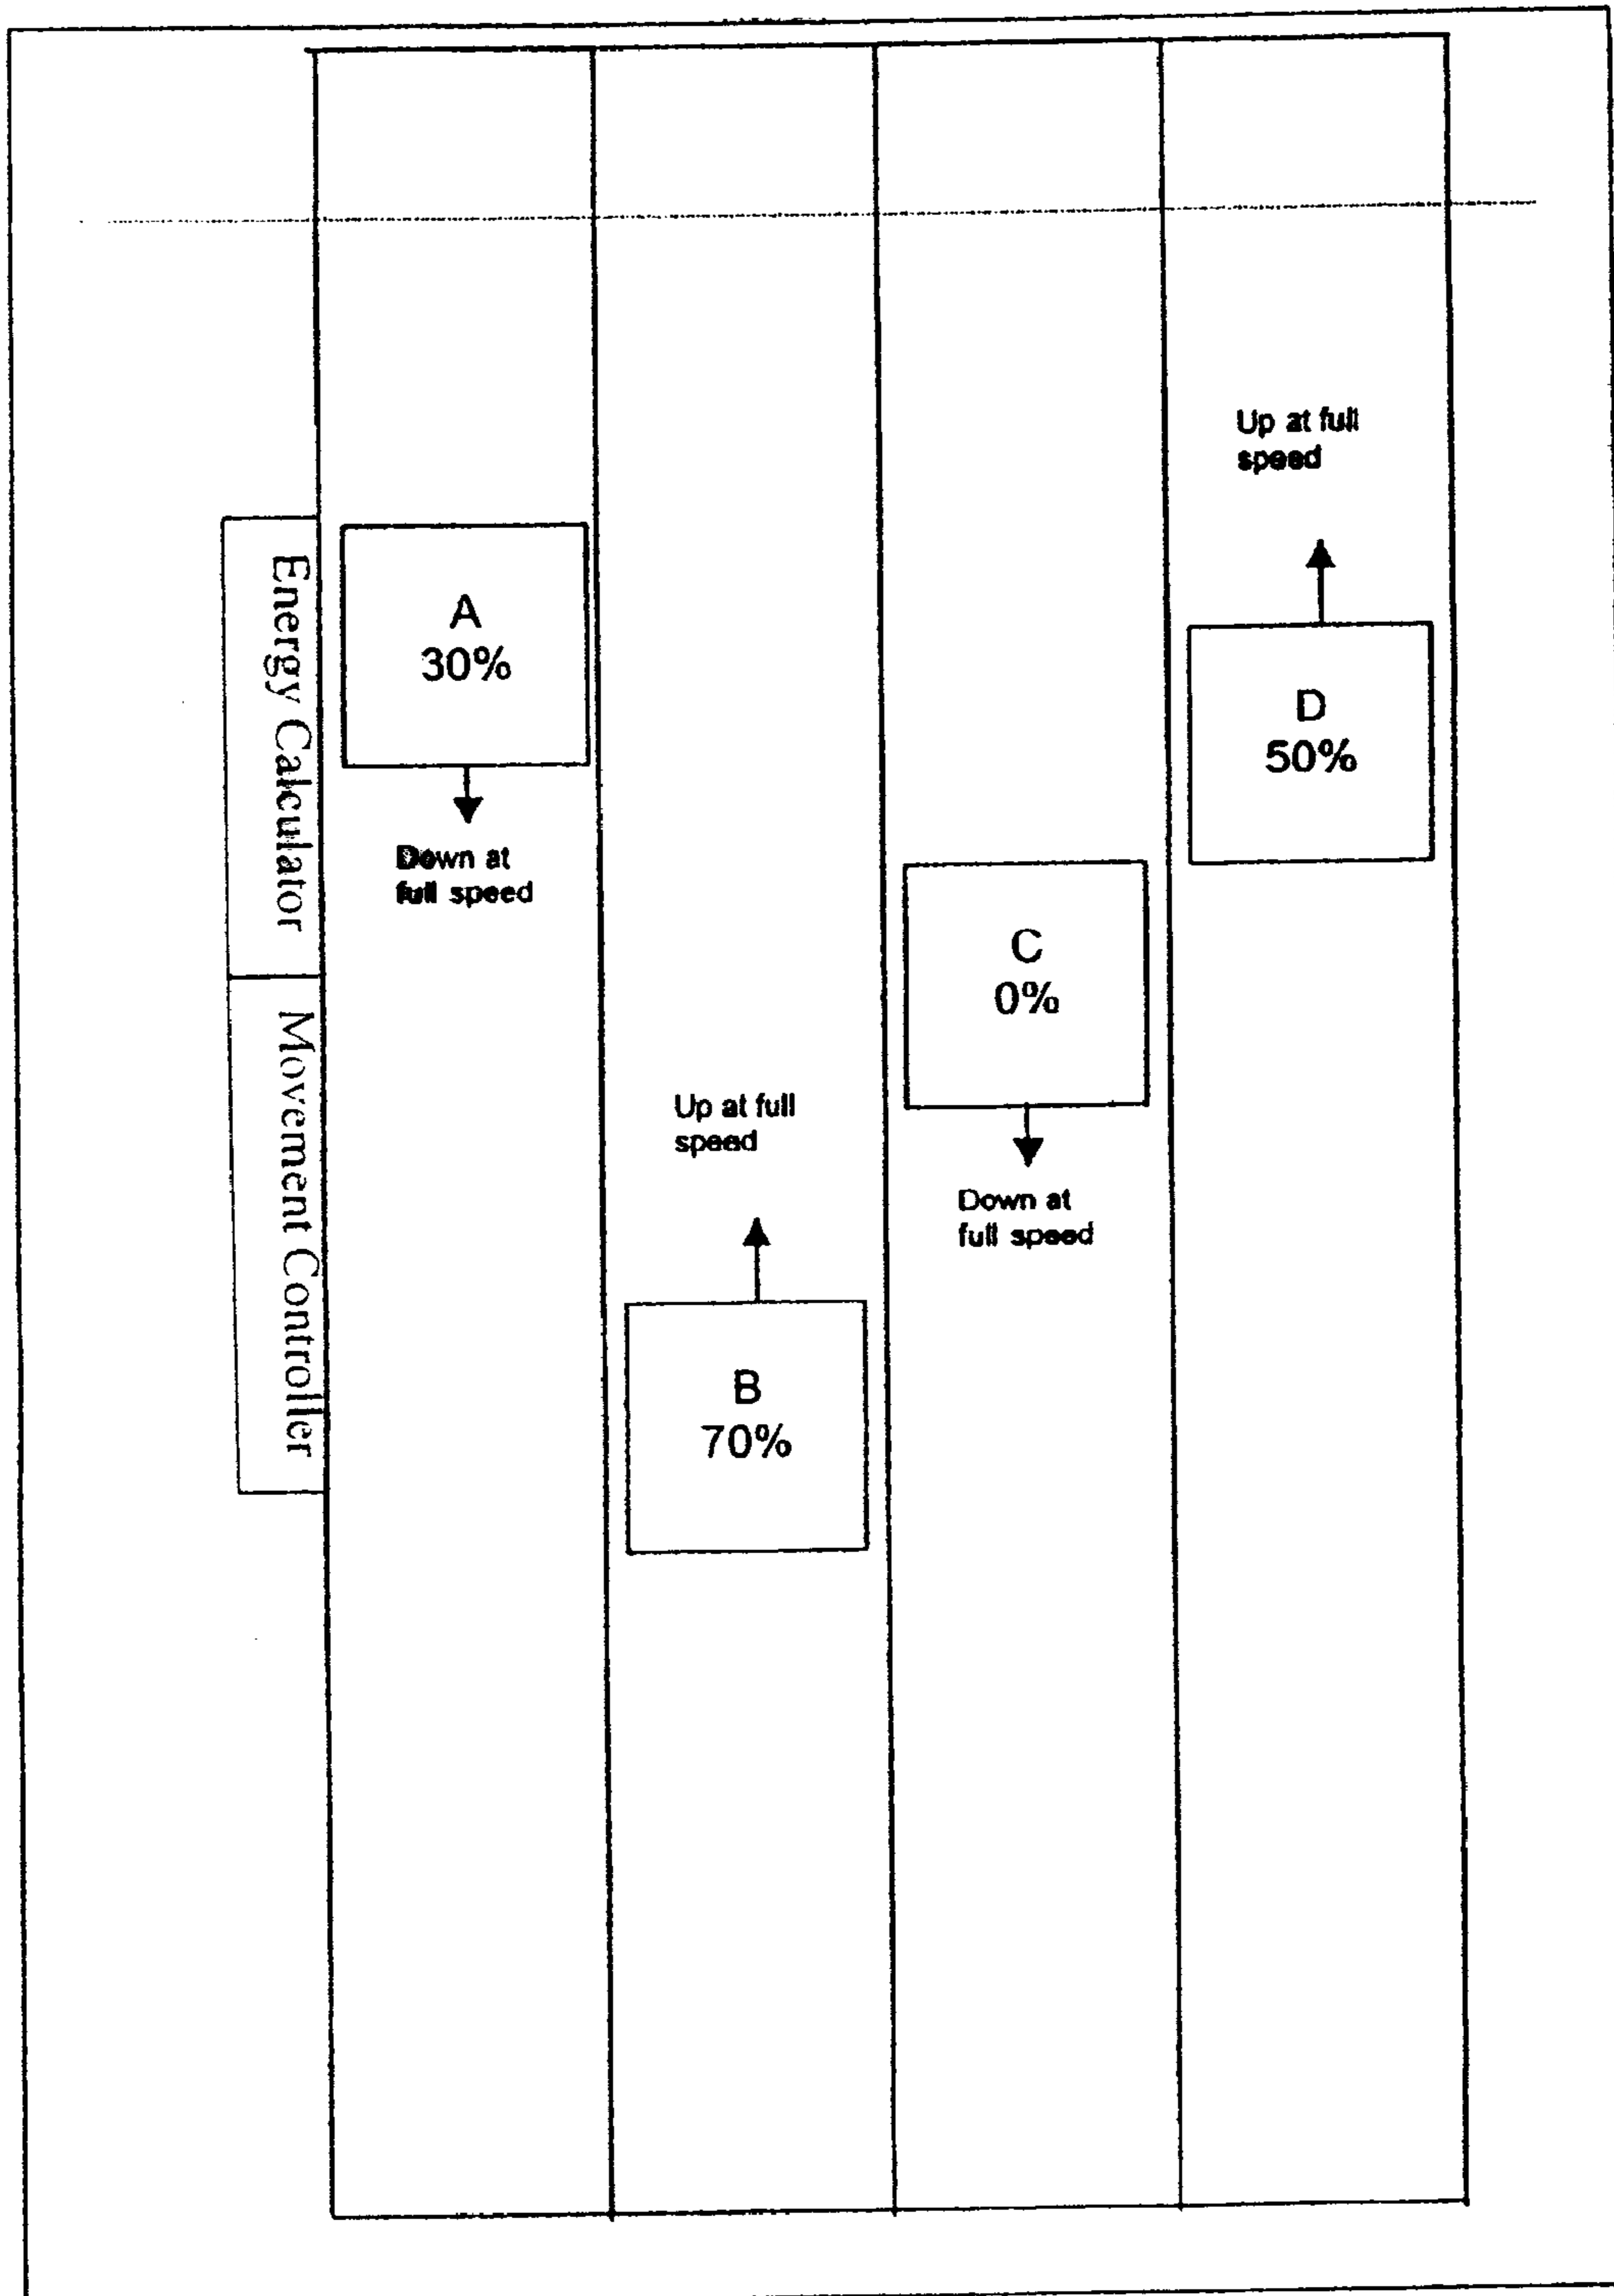 Energy Calculator
Movement Controller
A
30%
Down at
full speed
Up at full
speed
B
70%
C
0%
Down at
full speed
Up at full
speed
D
50%